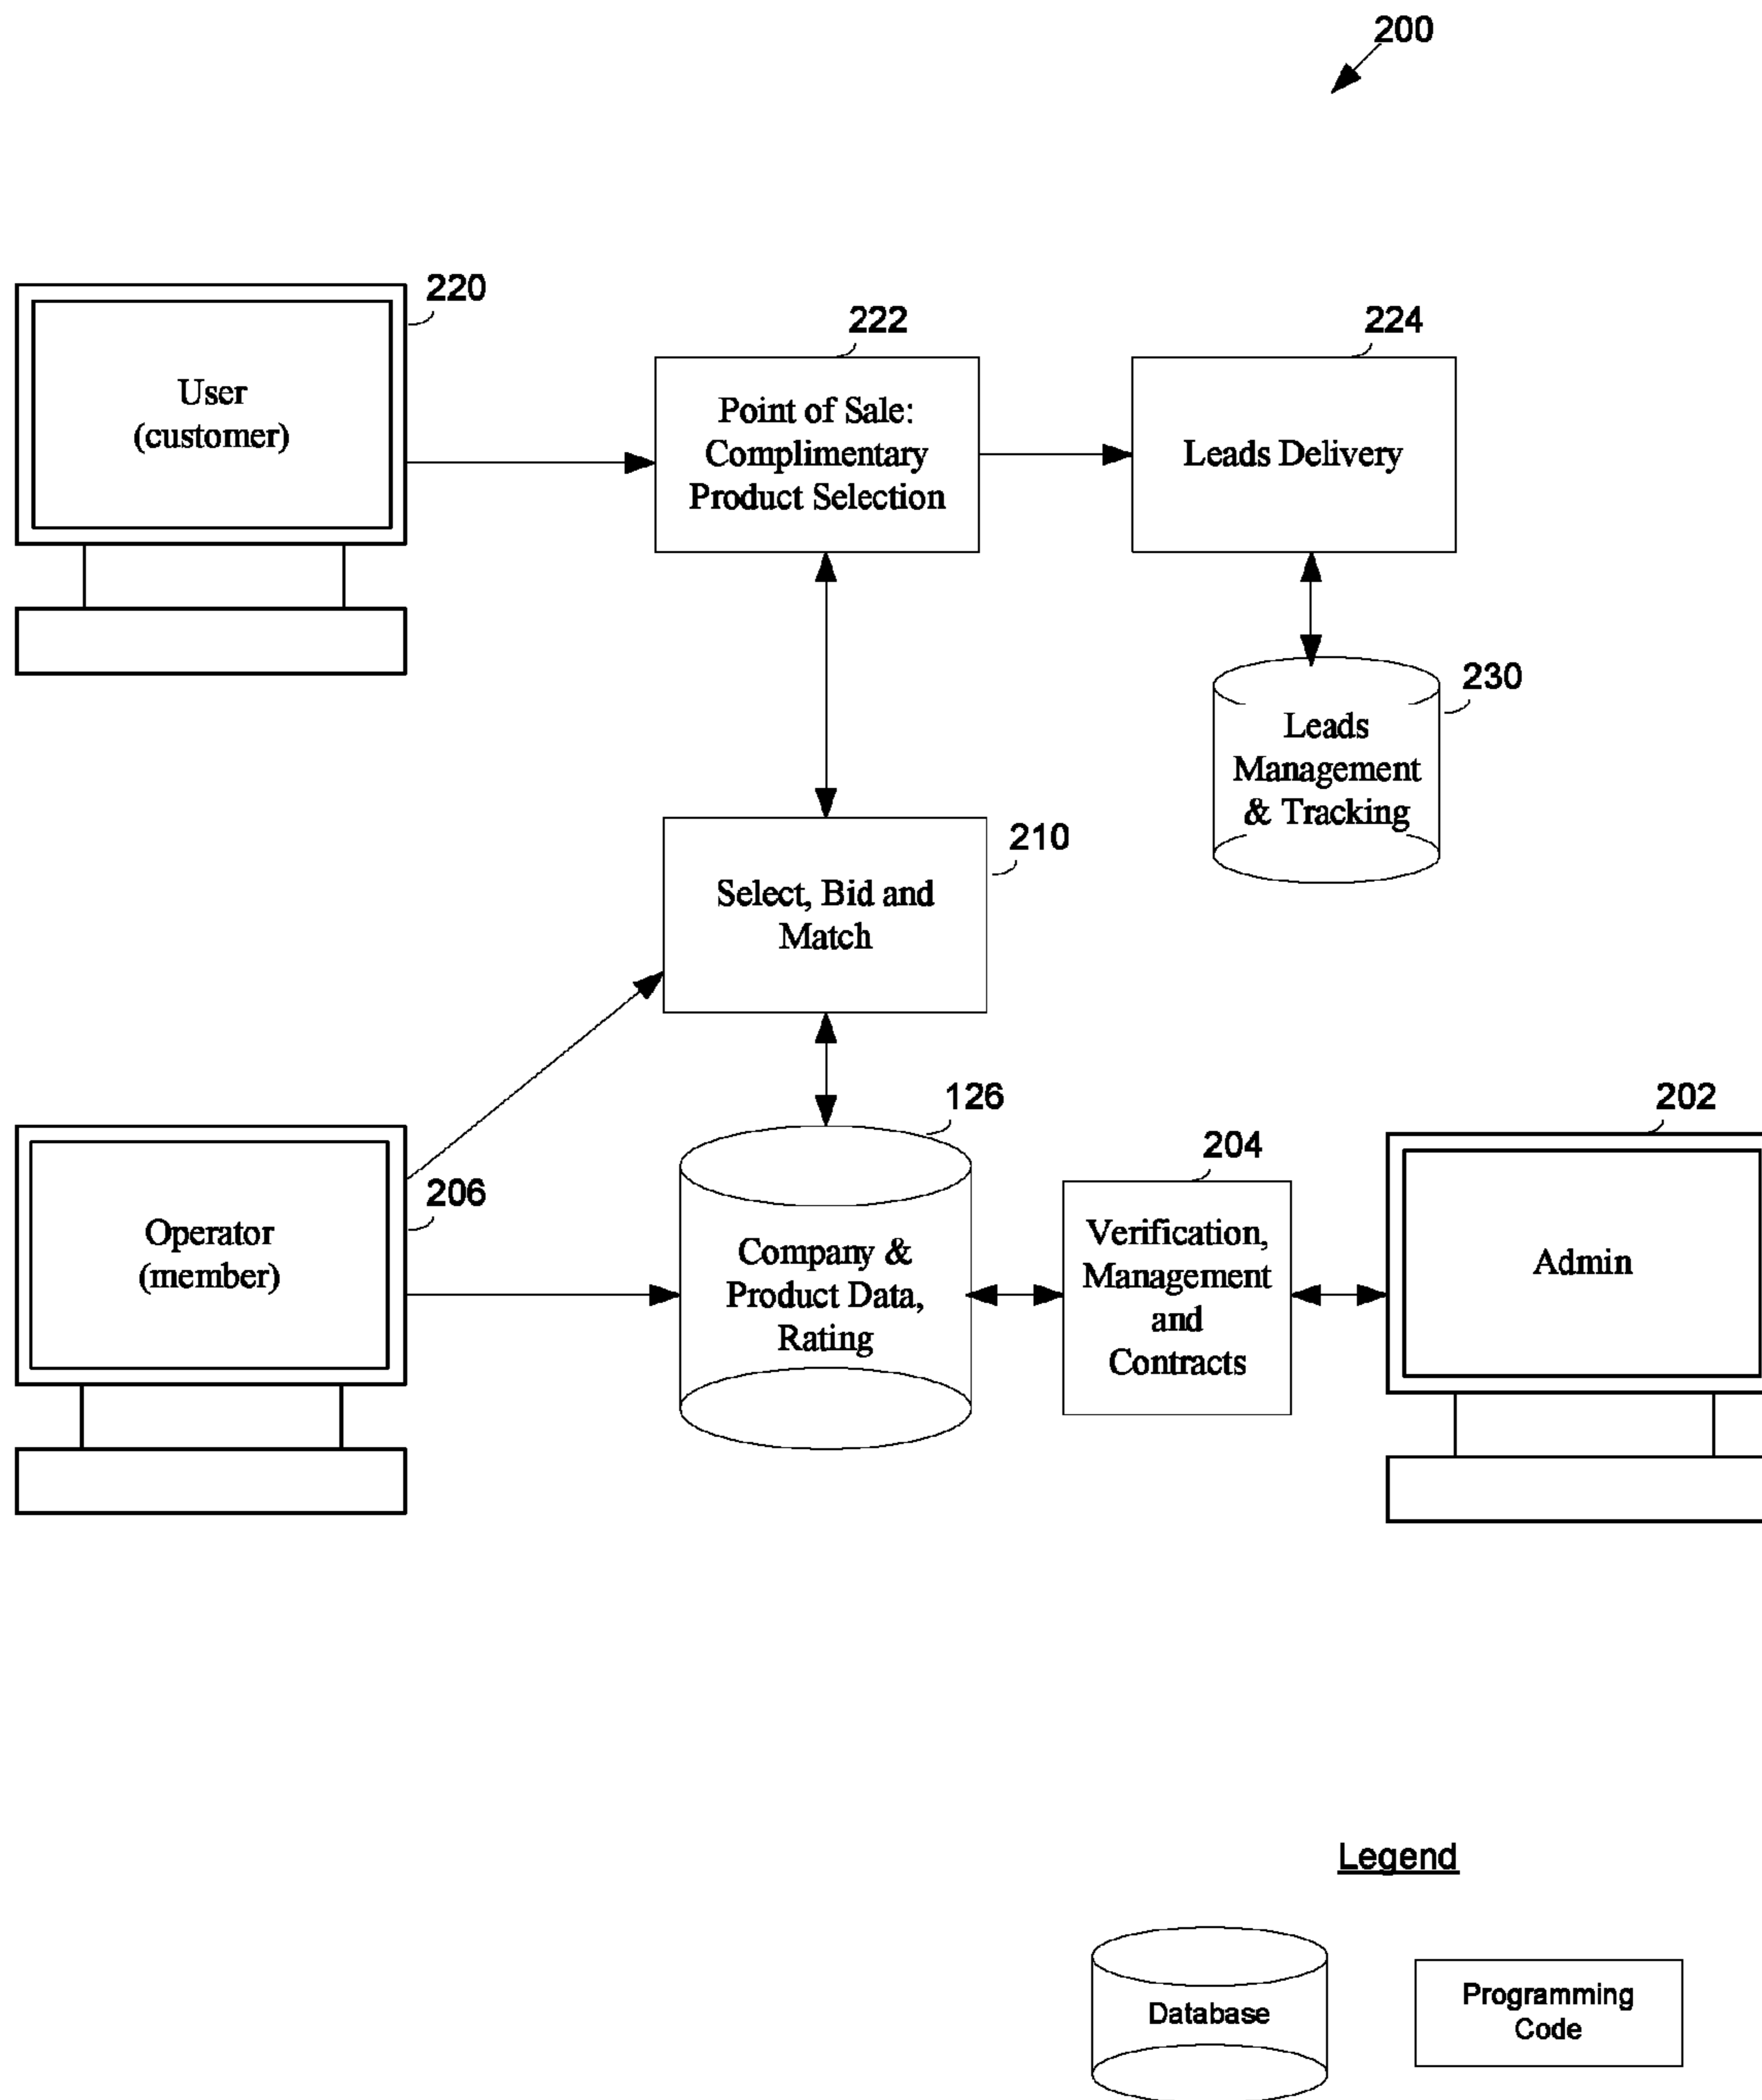 200
220
User
(customer)
222
Point of Sale:
Complimentary
Product Selection
224
Leads Delivery
230
Leads
Management
& Tracking
210
Select, Bid and
Match
206
Operator
(member)
126
Company &
Product Data,
Rating
204
Verification,
Management
and
Contracts
202
Admin
Legend
Database
Programming
Code